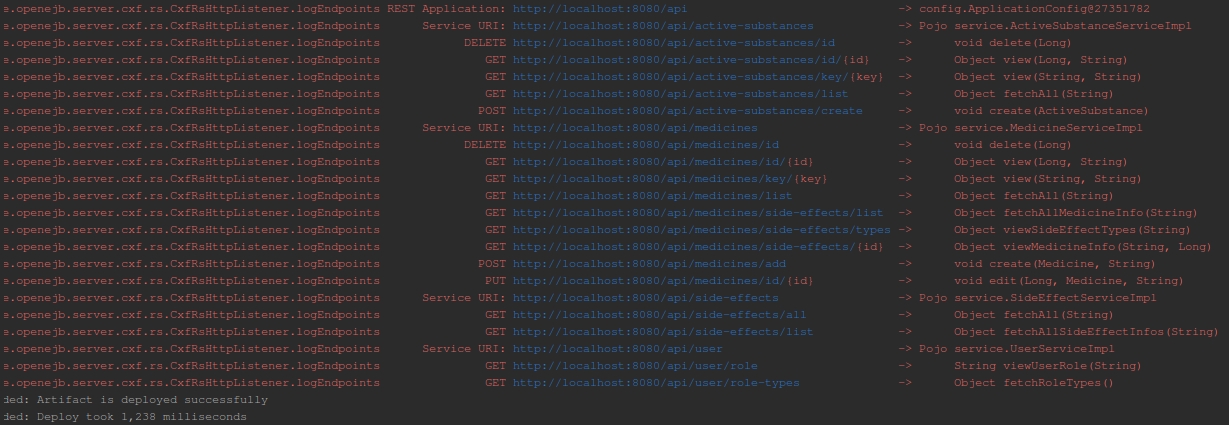 e.openejb.server.cxf.rs.CxfRsHttpListener.logEndpoints REST Application: http://localhost:8080/api -> config.ApplicationConfig@27351782
e.openejb.server.cxf.rs.CxfRsHttpListener.logEndpoints Service URI: http://localhost:8080/api/active-substances -> Pojo service.ActiveSubstanceServiceImpl
e.openejb.server.cxf.rs.CxfRsHttpListener.logEndpoints DELETE http://localhost:8080/api/active-substances/id -> void delete(Long)
e.openejb.server.cxf.rs.CxfRsHttpListener.logEndpoints GET http://localhost:8080/api/active-substances/id/{id} -> Object view(Long, String)
e.openejb.server.cxf.rs.CxfRsHttpListener.logEndpoints GET http://localhost:8080/api/active-substances/key/{key} -> Object view(String, String)
e.openejb.server.cxf.rs.CxfRsHttpListener.logEndpoints GET http://localhost:8080/api/active-substances/list -> Object fetchAll(String)
e.openejb.server.cxf.rs.CxfRsHttpListener.logEndpoints POST http://localhost:8080/api/active-substances/create -> void create(ActiveSubstance)
e.openejb.server.cxf.rs.CxfRsHttpListener.logEndpoints Service URI: http://localhost:8080/api/medicines -> Pojo service.MedicineServiceImpl
e.openejb.server.cxf.rs.CxfRsHttpListener.logEndpoints DELETE http://localhost:8080/api/medicines/id -> void delete(Long)
e.openejb.server.cxf.rs.CxfRsHttpListener.logEndpoints GET http://localhost:8080/api/medicines/id/{id} -> Object view(Long, String)
e.openejb.server.cxf.rs.CxfRsHttpListener.logEndpoints GET http://localhost:8080/api/medicines/key/{key} -> Object view(String, String)
e.openejb.server.cxf.rs.CxfRsHttpListener.logEndpoints GET http://localhost:8080/api/medicines/list -> Object fetchAll(String)
e.openejb.server.cxf.rs.CxfRsHttpListener.logEndpoints GET http://localhost:8080/api/medicines/side-effects/list -> Object fetchAllMedicineInfo(String)
e.openejb.server.cxf.rs.CxfRsHttpListener.logEndpoints GET http://localhost:8080/api/medicines/side-effects/types -> Object viewSideEffectTypes(String)
e.openejb.server.cxf.rs.CxfRsHttpListener.logEndpoints GET http://localhost:8080/api/medicines/side-effects/{id} -> Object viewMedicineInfo(String, Long)
e.openejb.server.cxf.rs.CxfRsHttpListener.logEndpoints POST http://localhost:8080/api/medicines/add -> void create(Medicine, String)
e.openejb.server.cxf.rs.CxfRsHttpListener.logEndpoints PUT http://localhost:8080/api/medicines/id/{id} -> void edit(Long, Medicine, String)
e.openejb.server.cxf.rs.CxfRsHttpListener.logEndpoints Service URI: http://localhost:8080/api/side-effects -> Pojo service.SideEffectServiceImpl
e.openejb.server.cxf.rs.CxfRsHttpListener.logEndpoints GET http://localhost:8080/api/side-effects/all -> Object fetchAll(String)
e.openejb.server.cxf.rs.CxfRsHttpListener.logEndpoints GET http://localhost:8080/api/side-effects/list -> Object fetchAllSideEffectInfos(String)
e.openejb.server.cxf.rs.CxfRsHttpListener.logEndpoints Service URI: http://localhost:8080/api/user -> Pojo service.UserServiceImpl
e.openejb.server.cxf.rs.CxfRsHttpListener.logEndpoints GET http://localhost:8080/api/user/role -> String viewUserRole(String)
e.openejb.server.cxf.rs.CxfRsHttpListener.logEndpoints GET http://localhost:8080/api/user/role-types -> Object fetchRoleTypes()
ded: Artifact is deployed successfully
ded: Deploy took 1,238 milliseconds